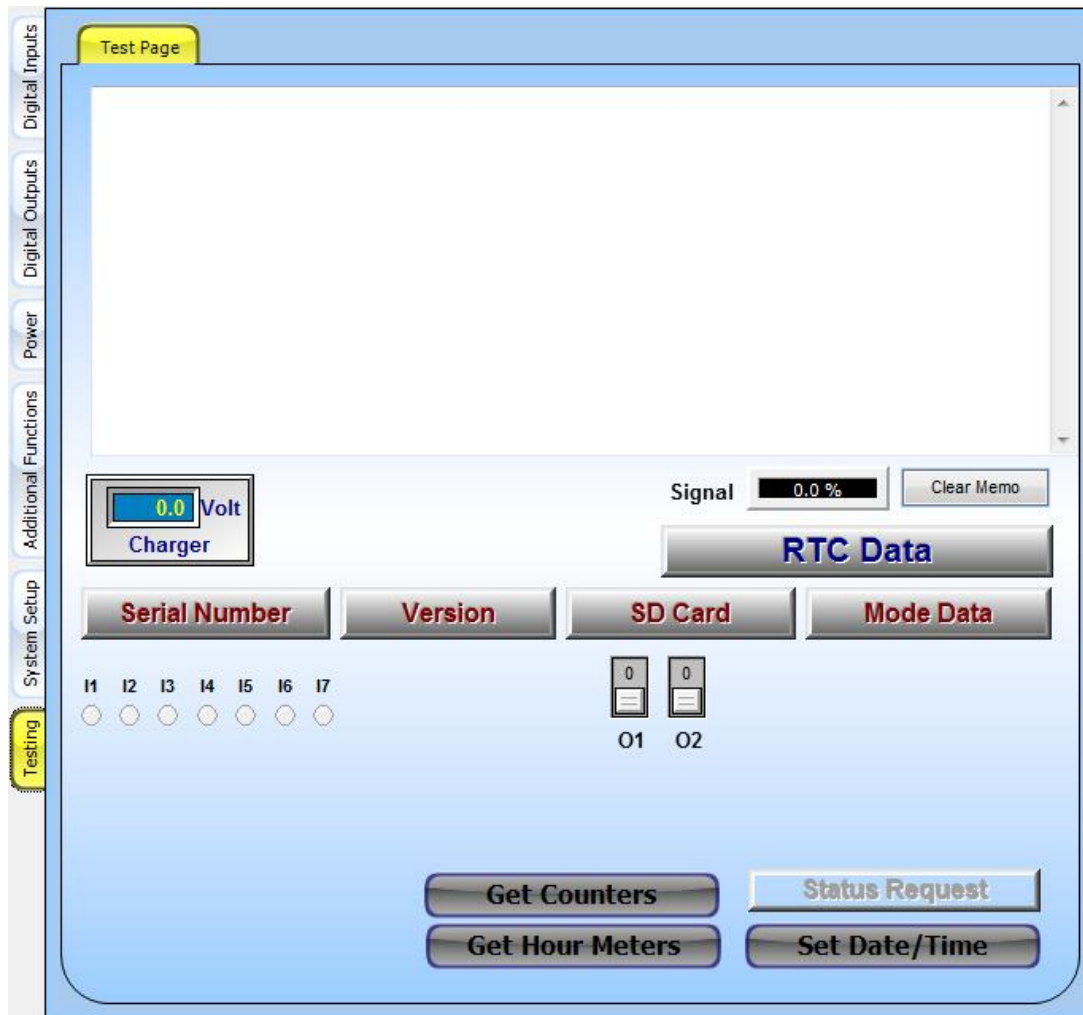 Digital Inputs
Digital Outputs
Power
Additional Functions
System Setup
Testing
Test Page
0.0 Volt
Charger
Signal 0.0 % Clear Memo
RTC Data
Serial Number Version SD Card Mode Data
I1 I2 I3 I4 I5 I6 I7
0 0
O1 O2
Get Counters Status Request
Get Hour Meters Set Date/Time